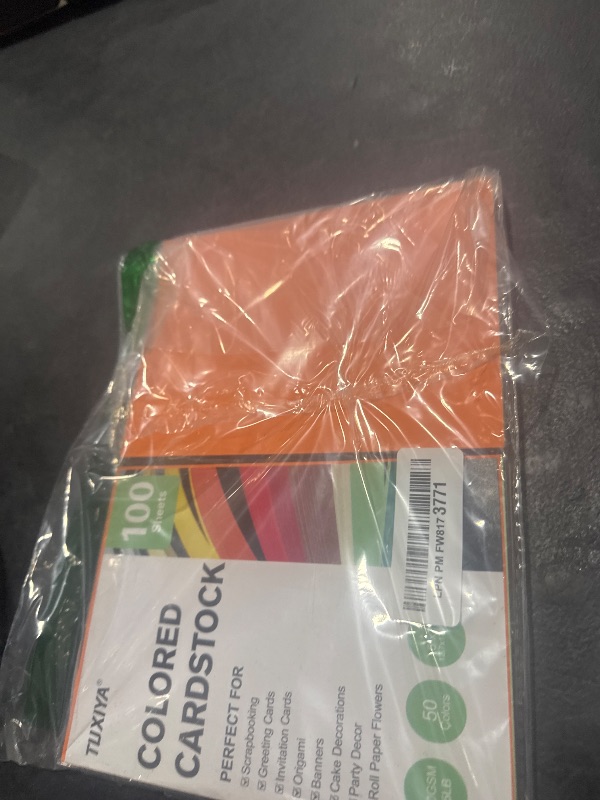 TUXIYA®
100
Sheets
COLORED
CARDSTOCK
PERFECT FOR
Scrapbooking
Greeting Cards
Invitation Cards
Origami
Banners
Cake Decorations
Party Decor
Roll Paper Flowers
LPN PM FW817 3771
50
Colors
GSM